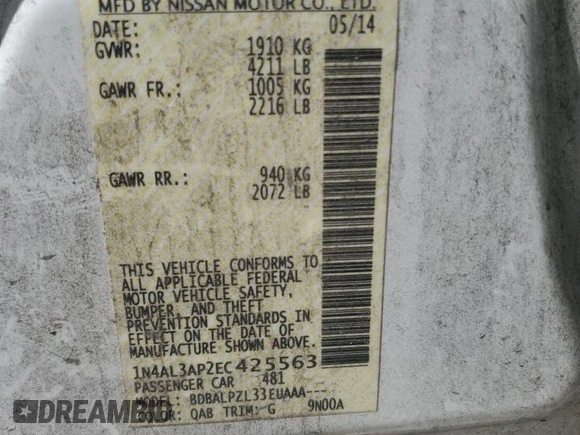 MFD BY NISSAN MOTOR CO., LTD.
DATE: 05/14
GVWR: 1910 KG
4211 LB
GAWR FR.: 1005 KG
2216 LB
GAWR RR.: 940 KG
2072 LB
THIS VEHICLE CONFORMS TO
ALL APPLICABLE FEDERAL
MOTOR VEHICLE SAFETY,
BUMPER, AND THEFT
PREVENTION STANDARDS IN
EFFECT ON THE DATE OF
MANUFACTURE SHOWN ABOVE.
1N4AL3AP2EC425563
PASSENGER CAR 481
MODEL: BDBALPZL33EUAAA---
COLOR: QAB TRIM: G 9N00A
DREAMBID